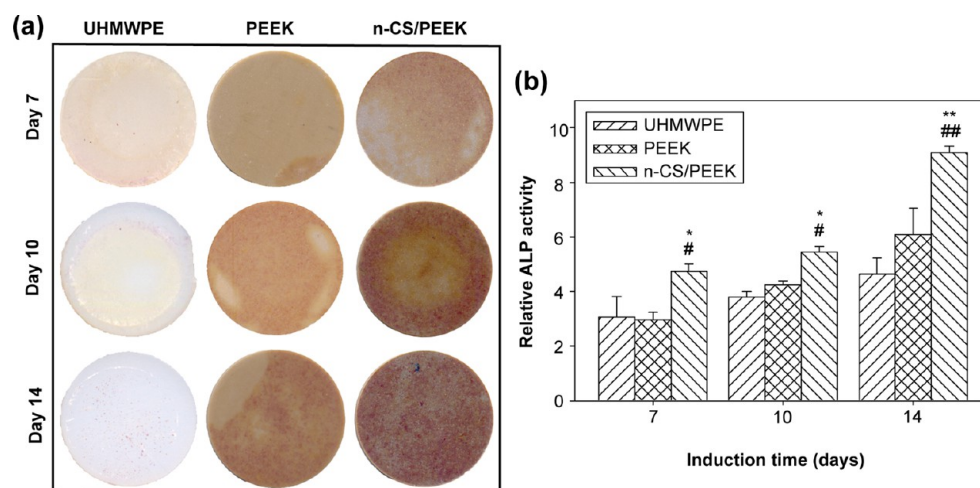 (a)
UHMWPE PEEK n-CS/PEEK
Day 7
Day 10
Day 14
(b)
Relative ALP activity
10
8
6
4
2
0
UHMWPE
PEEK
n-CS/PEEK
*
#
*
#
**
##
7 10 14
Induction time (days)